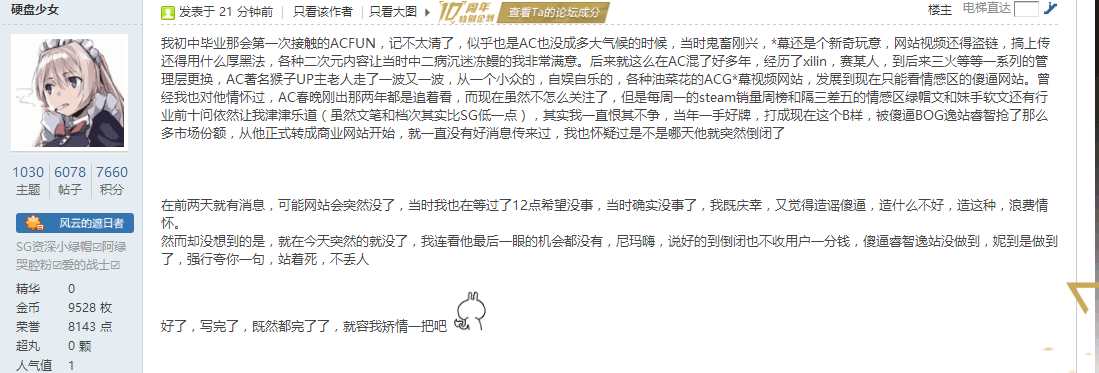 硬盘少女
发表于 21 分钟前
只看该作者
只看大图
10周年
特别企划
查看Ta的论坛成分
楼主
电梯直达
我初中毕业那会第一次接触的ACFUN，记不太清了，似乎也是AC也没成多大气候的时候，当时鬼畜刚兴，*幕还是个新奇玩意，网站视频还得盗链，搞上传
还得用什么厚黑法，各种二次元内容让当时中二病沉迷冻鳗的我非常满意。后来就这么在AC混了好多年，经历了xilin，赛某人，到后来三火等等一系列的管
理层更换，AC著名猴子UP主老人走了一波又一波，从一个小众的，自娱自乐的，各种油菜花的ACG*幕视频网站，发展到现在只能看情感区的傻逼网站。曾
经我也对他情怀过，AC春晚刚出那两年都是追着看，而现在虽然不怎么关注了，但是每周一的steam销量周榜和隔三差五的情感区绿帽文和妹手软文还有行
业前十问依然让我津津乐道（虽然文笔和档次其实比SG低一点），其实我一直恨其不争，当年一手好牌，打成现在这个B样，被傻逼BOG逸站睿智抢了那么
多市场份额，从他正式转成商业网站开始，就一直没有好消息传来过，我也怀疑过是不是哪天他就突然倒闭了
在前两天就有消息，可能网站会突然没了，当时我也在等过了12点希望没事，当时确实没事了，我既庆幸，又觉得造谣傻逼，造什么不好，造这种，浪费情
怀。
然而却没想到的是，就在今天突然的就没了，我连看他最后一眼的机会都没有，尼玛嗨，说好的到倒闭也不收用户一分钱，傻逼睿智逸站没做到，妮到是做到
了，强行夸你一句，站着死，不丢人
好了，写完了，既然都完了了，就容我矫情一把吧
1030 6078 7660
主题 帖子 积分
风云的遮日者
SG资深小绿帽☑阿绿
哭腔粉☑爱的战士☑
精华 0
金币 9528 枚
荣誉 8143 点
超丸 0 颗
人气值 1